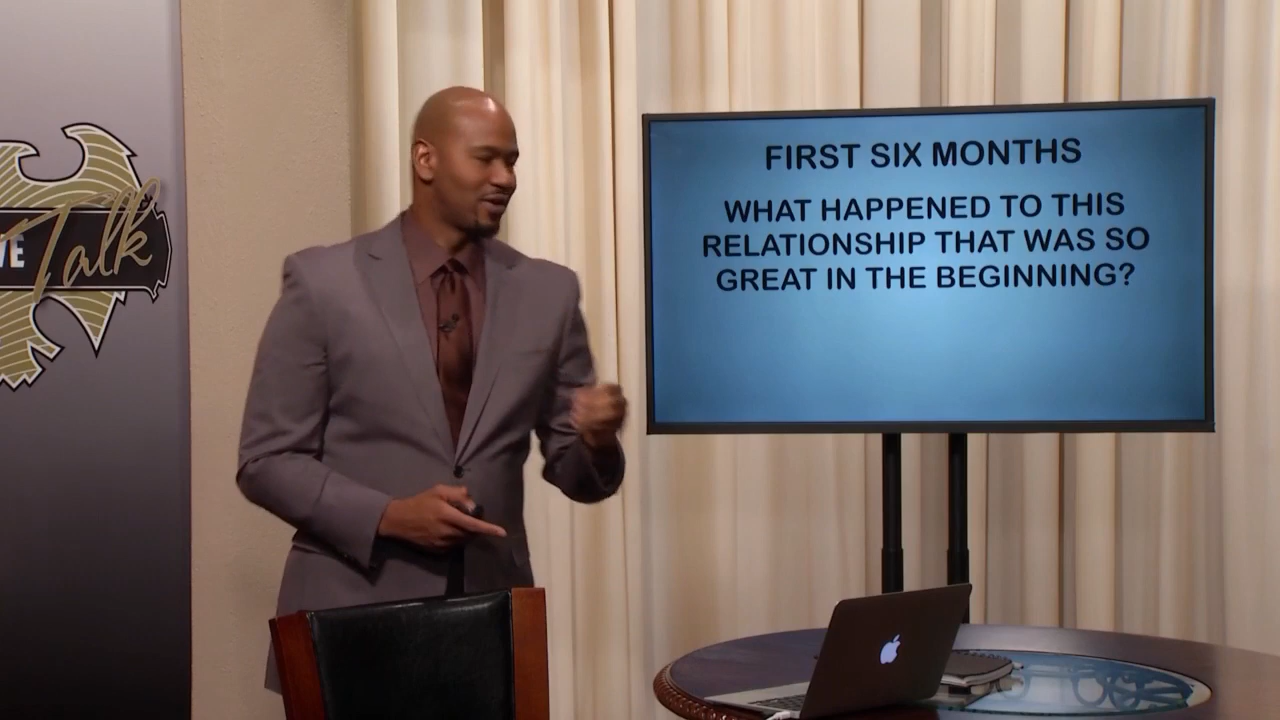 VE Talk
FIRST SIX MONTHS
WHAT HAPPENED TO THIS
RELATIONSHIP THAT WAS SO
GREAT IN THE BEGINNING?